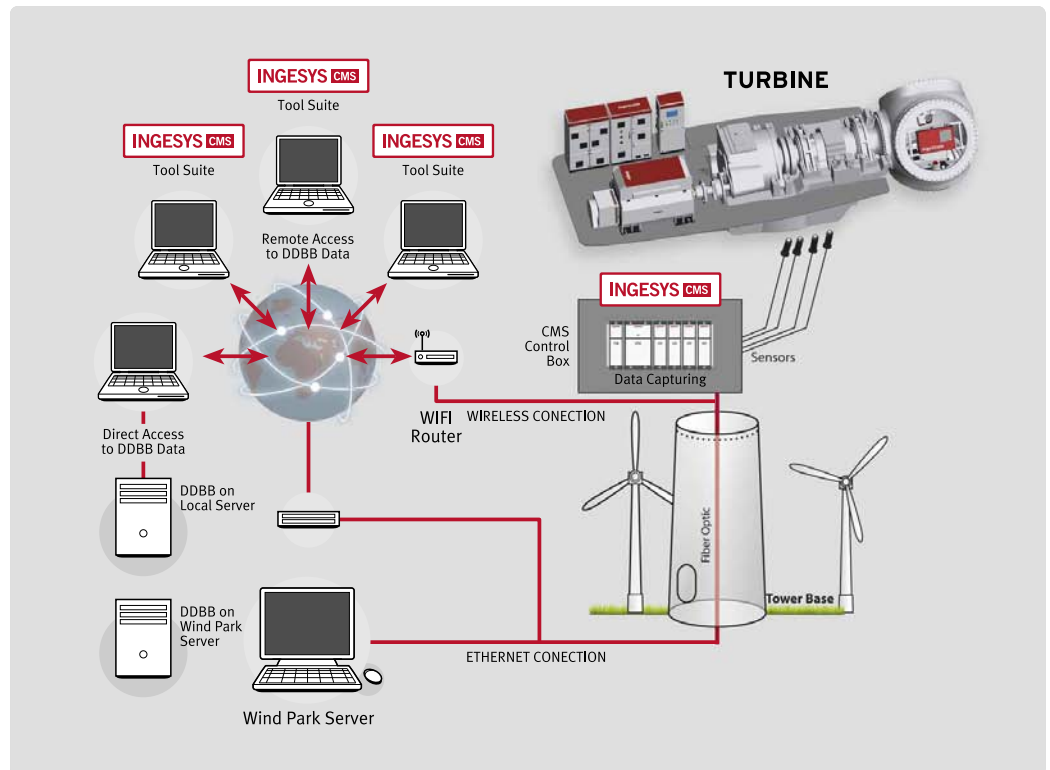 INGESYS CMS
Tool Suite
INGESYS CMS
Tool Suite
INGESYS CMS
Tool Suite
TURBINE
Remote Access
to DDBB Data
INGESYS CMS
CMS
Control
Box
Data Capturing
Sensors
WIFI
Router
WIRELESS CONECTION
Direct Access
to DDBB Data
DDBB on
Local Server
Fiber Optic
Tower Base
DDBB on
Wind Park
Server
ETHERNET CONECTION
Wind Park Server